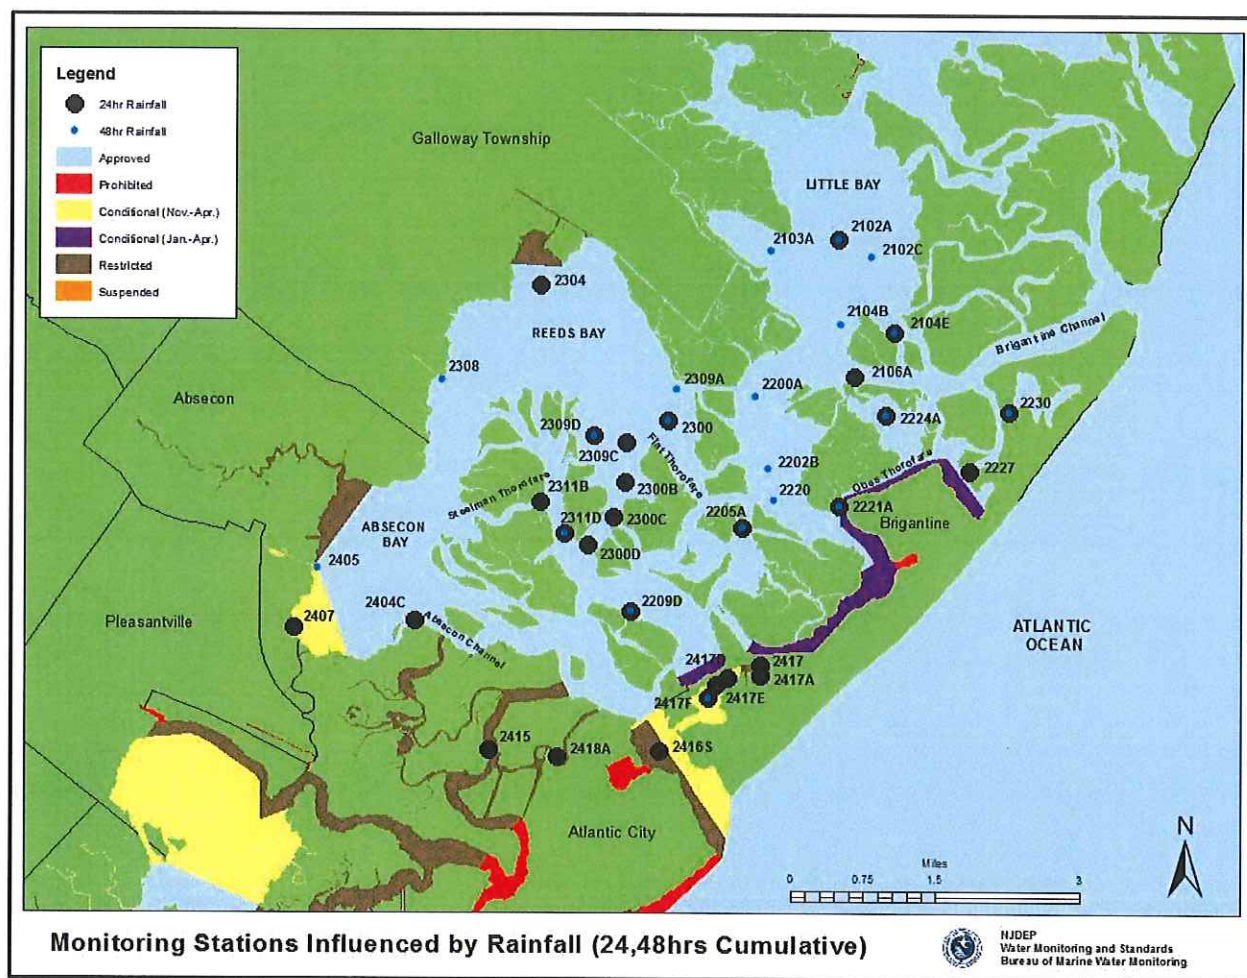 Legend
24hr Rainfall
48hr Rainfall
Approved
Prohibited
Conditional (Nov.-Apr.)
Conditional (Jan.-Apr.)
Restricted
Suspended
Galloway Township
LITTLE BAY
2103A
2102A
2102C
2304
2104B
2104E
REEDS BAY
Brigantine Channel
2308
2309A
2200A
2106A
Absecon
2309D
2300
2224A
2230
2309C
Flat Thorofare
2202B
Obes Thorofare
2227
Steelman Thorofare
2311B
2300B
2220
2311D
2300C
2205A
2221A
Brigantine
ABSECON
BAY
2300D
2405
2404C
2209D
2407
Pleasantville
Absecon Channel
ATLANTIC
OCEAN
2417D
2417
2417A
2417F
2417E
2415
2418A
2416S
Atlantic City
N
Miles
0 0.75 1.5 3
Monitoring Stations Influenced by Rainfall (24,48hrs Cumulative)
NJDEP
Water Monitoring and Standards
Bureau of Marine Water Monitoring